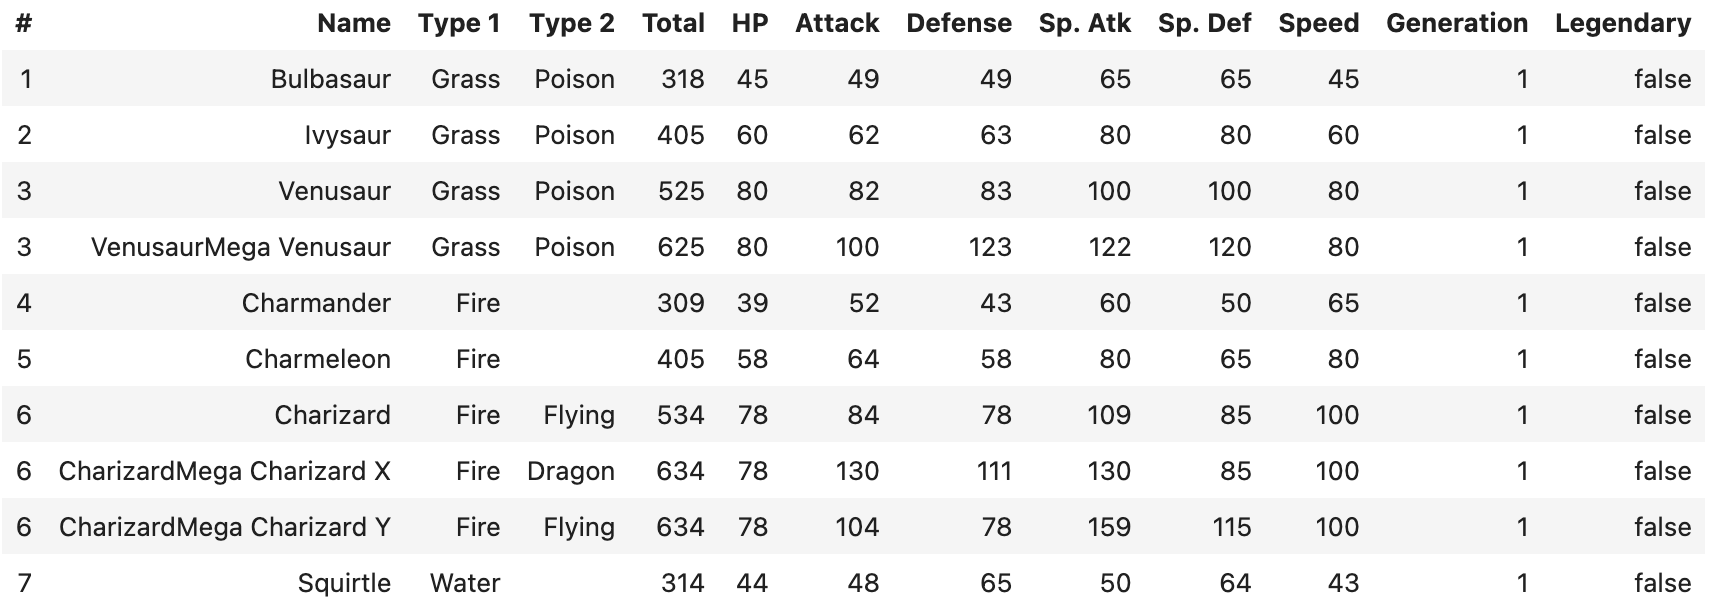 # Name Type 1 Type 2 Total HP Attack Defense Sp. Atk Sp. Def Speed Generation Legendary
1 Bulbasaur Grass Poison 318 45 49 49 65 65 45 1 false
2 Ivysaur Grass Poison 405 60 62 63 80 80 60 1 false
3 Venusaur Grass Poison 525 80 82 83 100 100 80 1 false
3 VenusaurMega Venusaur Grass Poison 625 80 100 123 122 120 80 1 false
4 Charmander Fire 309 39 52 43 60 50 65 1 false
5 Charmeleon Fire 405 58 64 58 80 65 80 1 false
6 Charizard Fire Flying 534 78 84 78 109 85 100 1 false
6 CharizardMega Charizard X Fire Dragon 634 78 130 111 130 85 100 1 false
6 CharizardMega Charizard Y Fire Flying 634 78 104 78 159 115 100 1 false
7 Squirtle Water 314 44 48 65 50 64 43 1 false